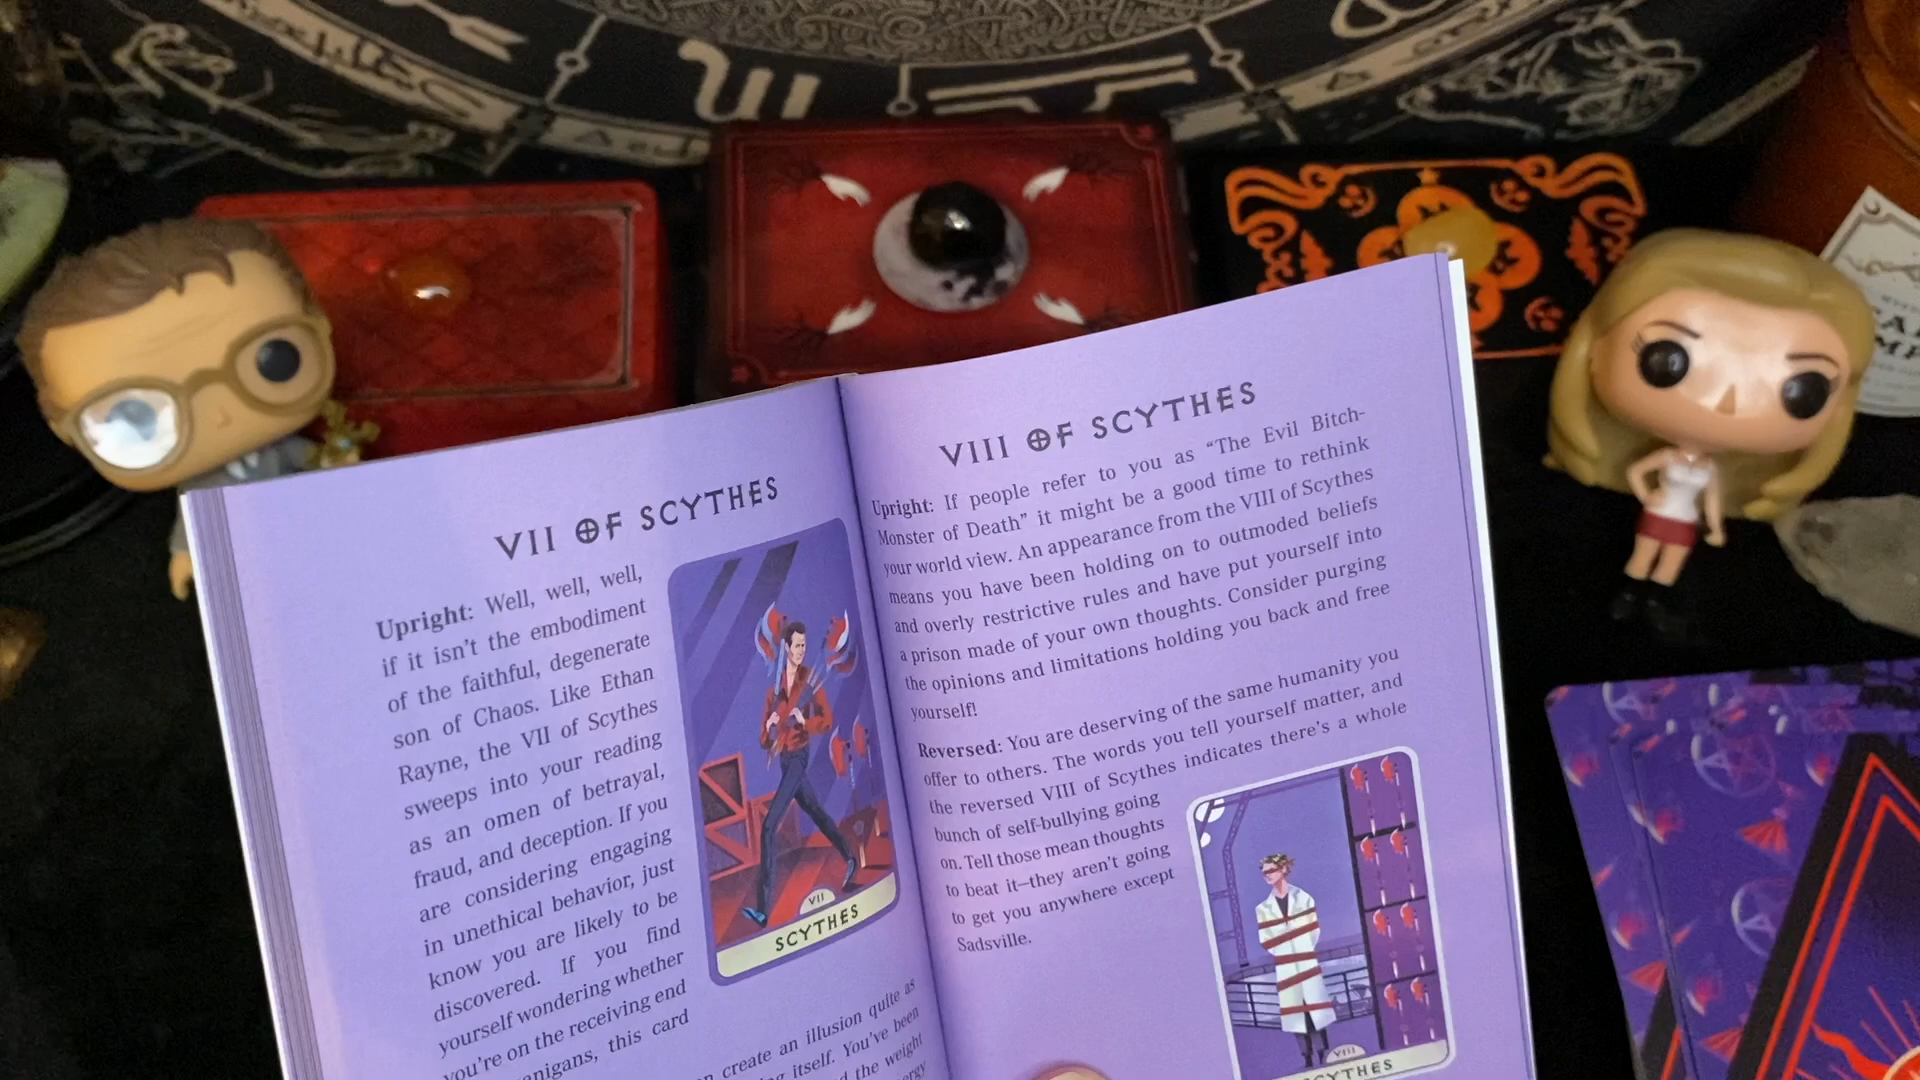 VII OF SCYTHES
Upright: Well, well, well,
if it isn't the embodiment
of the faithful, degenerate
son of Chaos. Like Ethan
Rayne, the VII of Scythes
sweeps into your reading
as an omen of betrayal,
fraud, and deception. If you
are considering engaging
in unethical behavior, just
know you are likely to be
discovered. If you find
yourself wondering whether
you're on the receiving end
this card
create an illusion quite as
itself. You've been
the weight
VII
SCYTHES
VIII OF SCYTHES
Upright: If people refer to you as "The Evil Bitch-
Monster of Death" it might be a good time to rethink
your world view. An appearance from the VIII of Scythes
means you have been holding on to outmoded beliefs
and overly restrictive rules and have put yourself into
a prison made of your own thoughts. Consider purging
the opinions and limitations holding you back and free
yourself!
Reversed: You are deserving of the same humanity you
offer to others. The words you tell yourself matter, and
the reversed VIII of Scythes indicates there's a whole
bunch of self-bullying going
on. Tell those mean thoughts
to beat it—they aren't going
to get you anywhere except
Sadsville.
VIII
SCYTHES